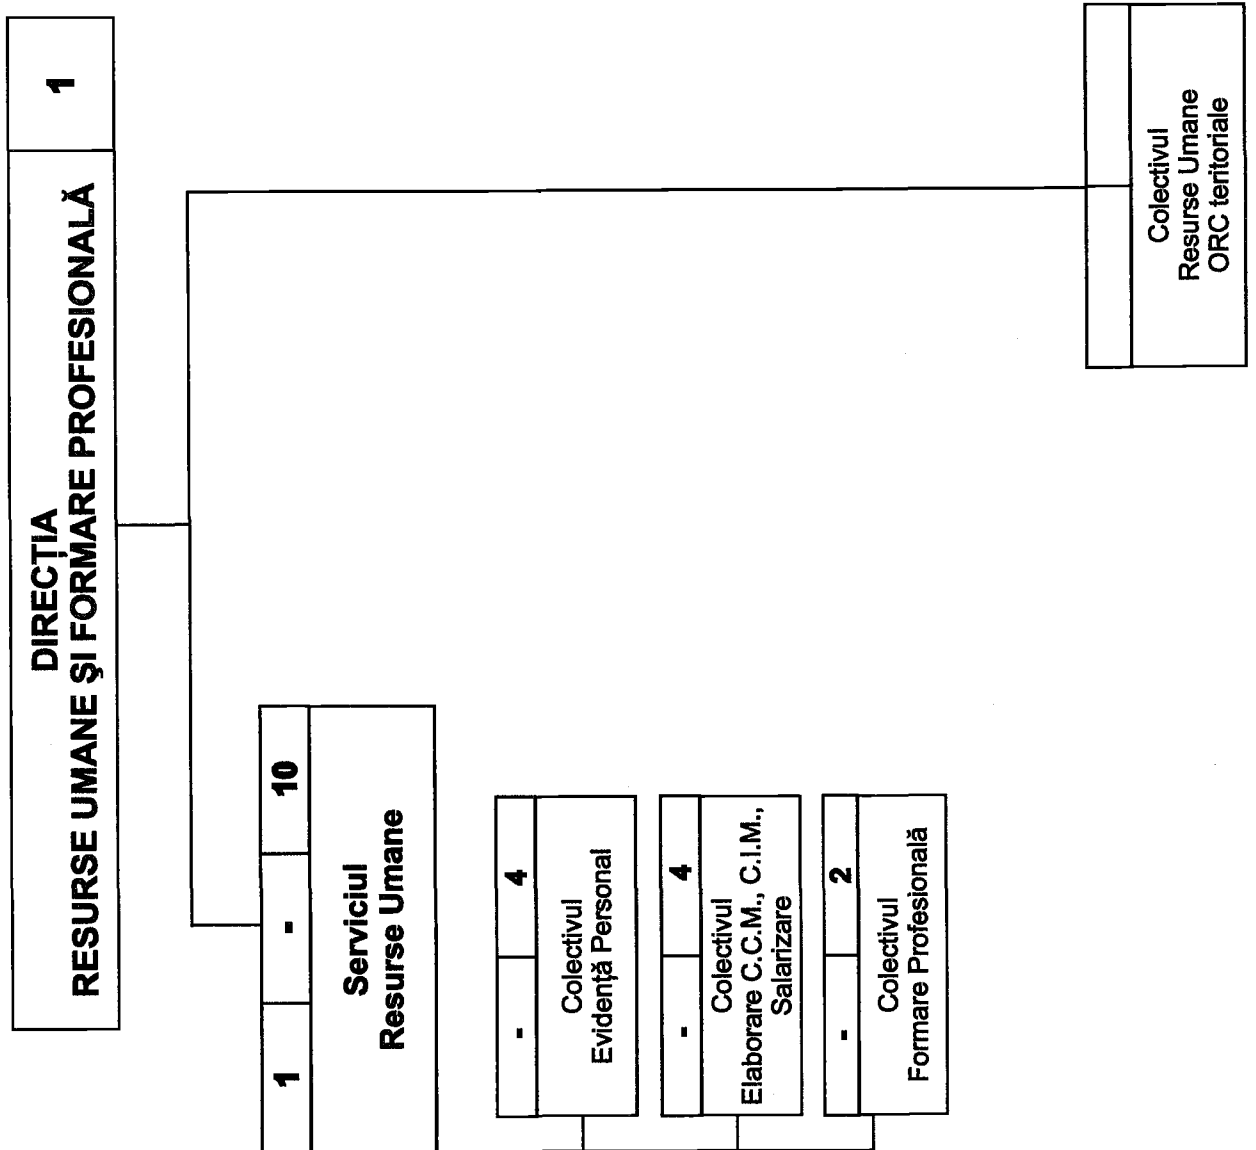 DIRECȚIA
RESURSE UMANE ŞI FORMARE PROFESIONALĂ
1
1
-
10
Serviciul
Resurse Umane
-
4
Colectivul
Evidență Personal
-
4
Colectivul
Elaborare C.C.M., C.I.M.,
Salarizare
-
2
Colectivul
Formare Profesională
Colectivul
Resurse Umane
ORC teritoriale